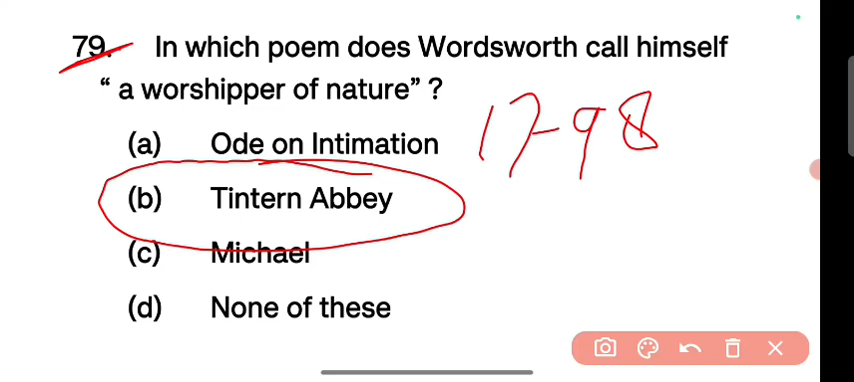 79. In which poem does Wordsworth call himself
“ a worshipper of nature” ?
1798
(a) Ode on Intimation
(b) Tintern Abbey
(c) Michael
(d) None of these